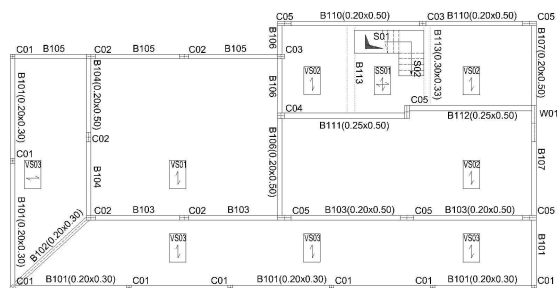 C05 B110(0.20x0.50) C03 B110(0.20x0.50) C05
C01 B105 C02 B105 C02 B105 B106 C03 S01 B107(0.20x0.50)
B101(0.20x0.30) B104(0.20x0.50) B106 VS02 B113 SS01 S02 B113(0.30x0.33) VS02
C04 C05 W01
B111(0.25x0.50) B112(0.25x0.50)
C02
C01 VS03 VS01 B106(0.20x0.50) VS02 B107
B104
C02 B103 C02 B103 C05 B103(0.20x0.50) C05 B103(0.20x0.50) C05
B101(0.20x0.30) B102(0.20x0.30) VS03 VS03 VS03 B101
C01 B101(0.20x0.30) C01 C01 B101(0.20x0.30) C01 C01 B101(0.20x0.30) C01